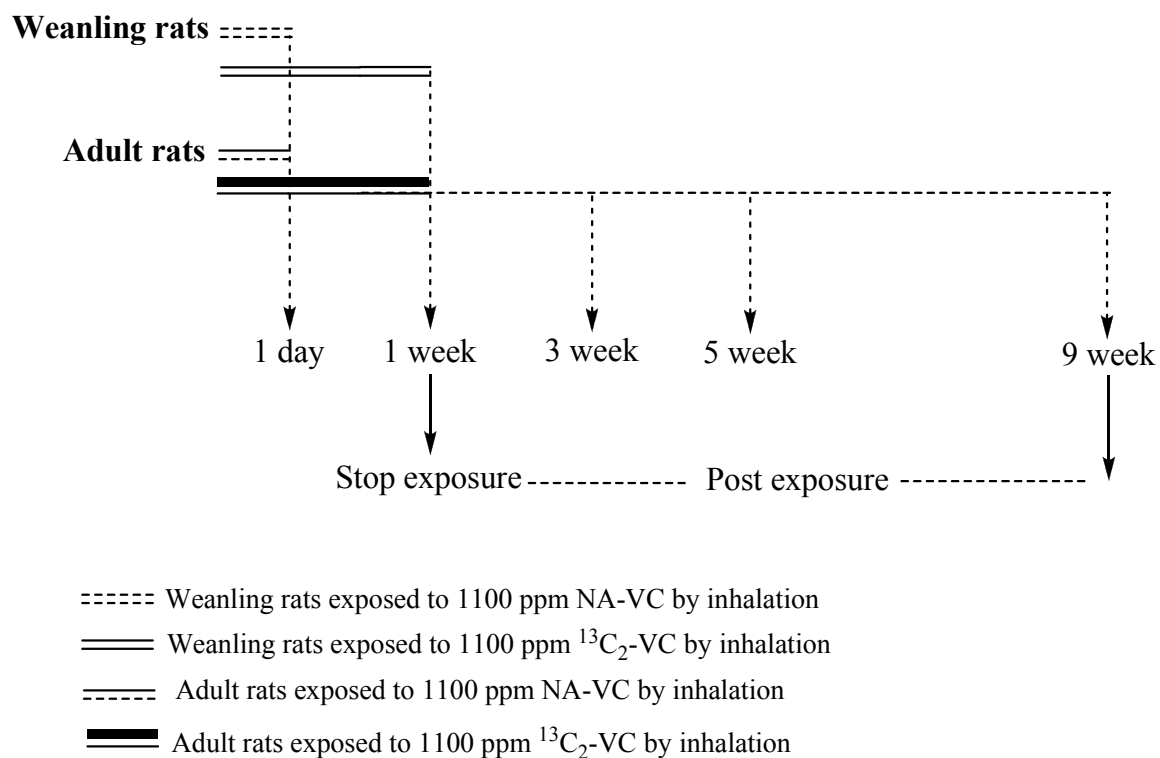 Weanling rats
Adult rats
1 day 1 week 3 week 5 week 9 week
Stop exposure Post exposure
Weanling rats exposed to 1100 ppm NA-VC by inhalation
Weanling rats exposed to 1100 ppm ¹³C₂-VC by inhalation
Adult rats exposed to 1100 ppm NA-VC by inhalation
Adult rats exposed to 1100 ppm ¹³C₂-VC by inhalation